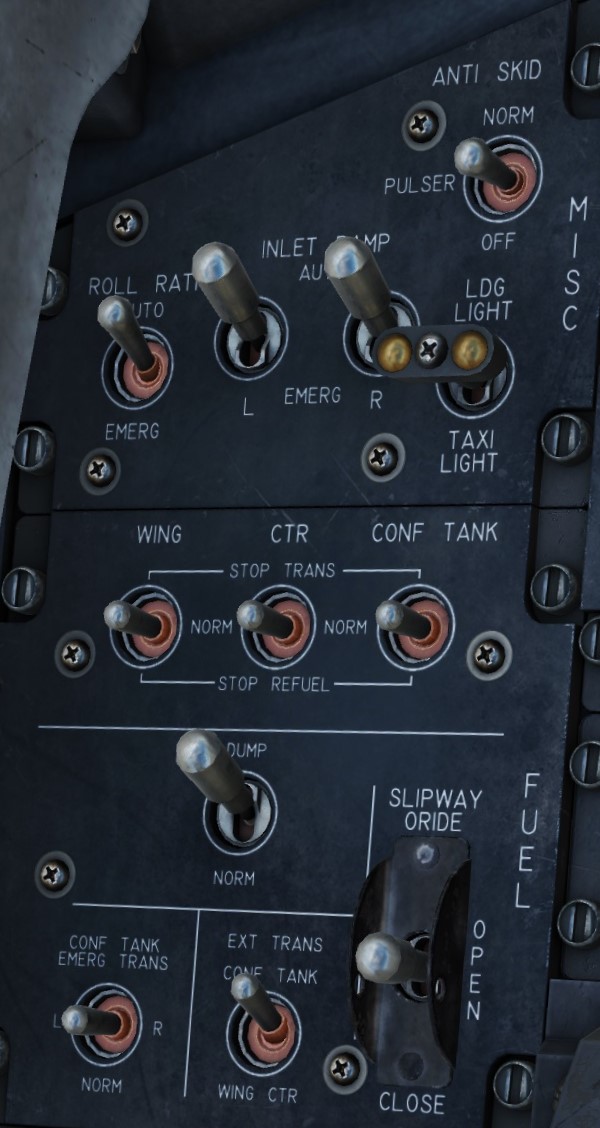 ANTI SKID
NORM
PULSER
OFF
MISC
INLET
ROLL
LDG
LIGHT
EMERG
L
EMERG
R
TAXI
LIGHT
WING CTR CONF TANK
STOP TRANS
NORM NORM
STOP REFUEL
DUMP
NORM
FUEL
SLIPWAY
ORIDE
OPEN
CLOSE
CONF TANK
EMERG TRANS
R
NORM
EXT TRANS
CONF TANK
WING CTR